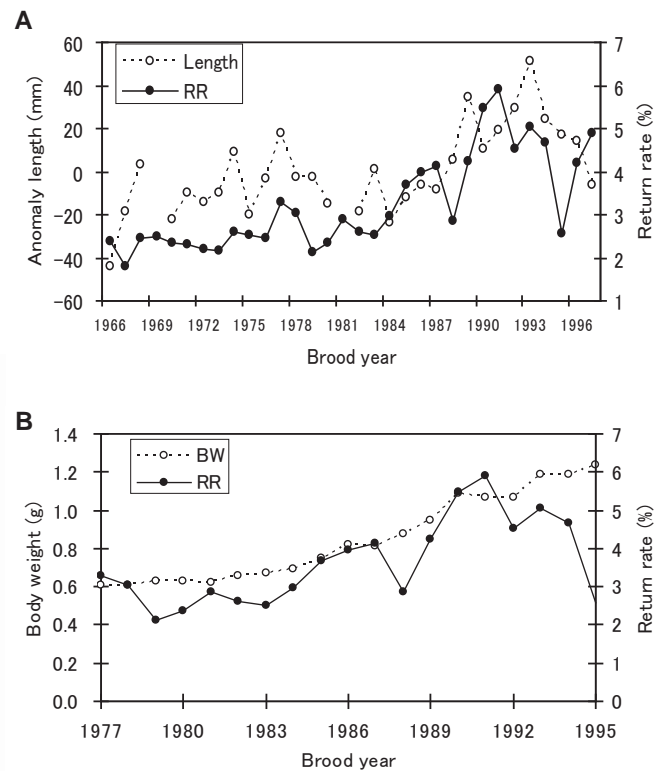 A
Length
RR
60
40
20
0
−20
−40
−60
7
6
5
4
3
2
1
Anomaly length (mm)
Return rate (%)
1966 1969 1972 1975 1978 1981 1984 1987 1990 1993 1996
Brood year
B
BW
RR
1.4
1.2
1.0
0.8
0.6
0.4
0.2
0.0
7
6
5
4
3
2
1
0
Body weight (g)
Return rate (%)
1977 1980 1983 1986 1989 1992 1995
Brood year